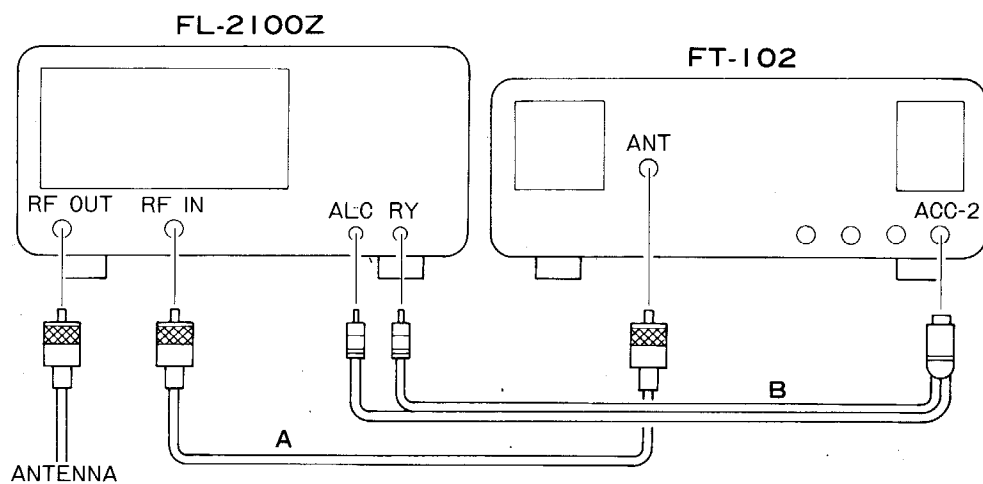 FL-2100Z
FT-102
ANT
RF OUT
RF IN
ALC
RY
ACC-2
B
A
ANTENNA